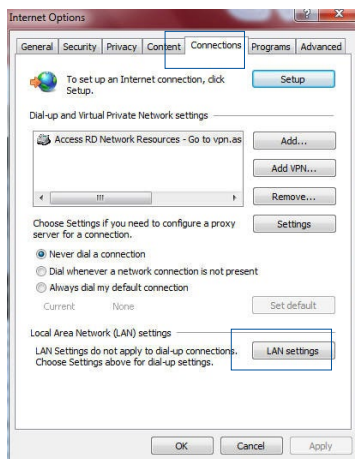 Internet Options
General Security Privacy Content Connections Programs Advanced
To set up an Internet connection, click
Setup.
Setup
Dial-up and Virtual Private Network settings
Access RD Network Resources - Go to vpn.as
Add...
Add VPN...
Remove...
Choose Settings if you need to configure a proxy
server for a connection.
Settings
Never dial a connection
Dial whenever a network connection is not present
Always dial my default connection
Current None Set default
Local Area Network (LAN) settings
LAN Settings do not apply to dial-up connections.
Choose Settings above for dial-up settings.
LAN settings
OK Cancel Apply